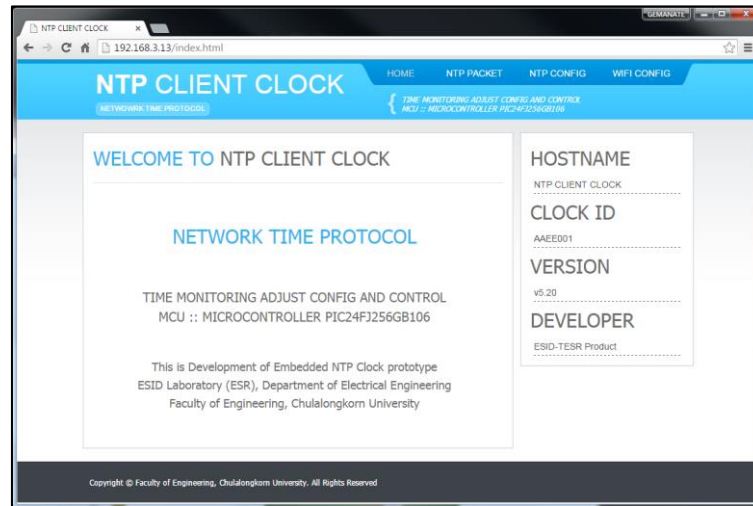 GEMANATE
NTP CLIENT CLOCK
192.168.3.13/index.html
NTP CLIENT CLOCK
HOME NTP PACKET NTP CONFIG WIFI CONFIG
NETWOWRK TIME PROTOCOL
{ TIME MONITORING ADJUST CONFIG AND CONTROL
MCU :: MICROCONTROLLER PIC24FJ256GB106
WELCOME TO NTP CLIENT CLOCK
NETWORK TIME PROTOCOL
TIME MONITORING ADJUST CONFIG AND CONTROL
MCU :: MICROCONTROLLER PIC24FJ256GB106
This is Development of Embedded NTP Clock prototype
ESID Laboratory (ESR), Department of Electrical Engineering
Faculty of Engineering, Chulalongkorn University
HOSTNAME
NTP CLIENT CLOCK
CLOCK ID
AAEE001
VERSION
v5.20
DEVELOPER
ESID-TESR Product
Copyright © Faculty of Engineering, Chulalongkorn University. All Rights Reserved